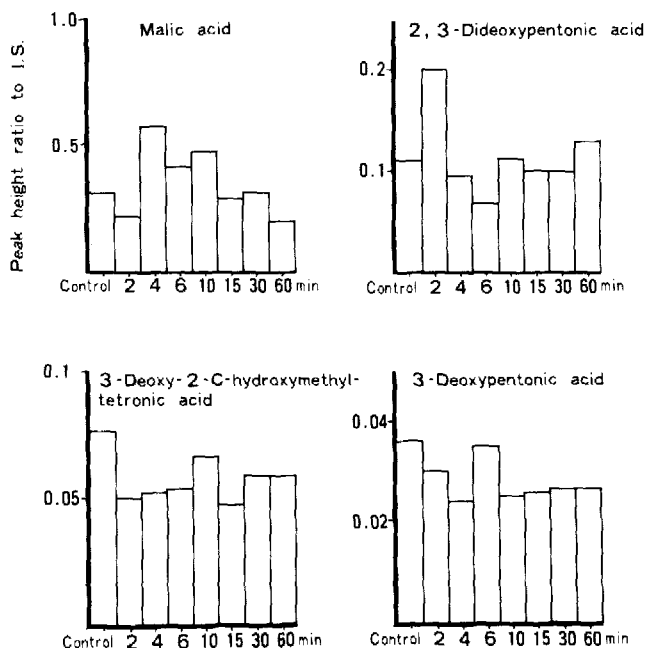 Peak height ratio to I.S.
Malic acid
1.0
0.5
Control 2 4 6 10 15 30 60 min
2, 3-Dideoxypentonic acid
0.2
0.1
Control 2 4 6 10 15 30 60 min
3-Deoxy-2-C-hydroxymethyl-
tetronic acid
0.1
0.05
Control 2 4 6 10 15 30 60 min
3-Deoxypentonic acid
0.04
0.02
Control 2 4 6 10 15 30 60 min